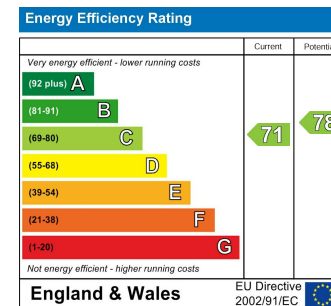 Energy Efficiency Rating
Current Potenti
Very energy efficient - lower running costs
(92 plus) A
(81-91) B
(69-80) C
71 78
(55-68) D
(39-54) E
(21-38) F
(1-20) G
Not energy efficient - higher running costs
England & Wales
EU Directive
2002/91/EC